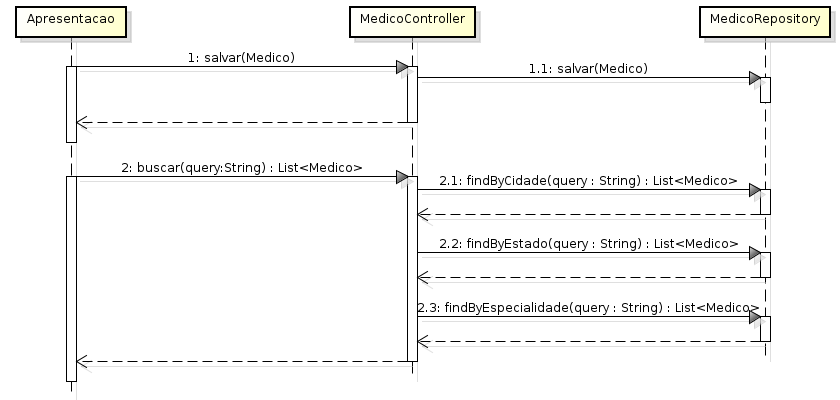 Apresentacao
MedicoController
MedicoRepository
1: salvar(Medico)
1.1: salvar(Medico)
2: buscar(query:String) : List<Medico>
2.1: findByCidade(query : String) : List<Medico>
2.2: findByEstado(query : String) : List<Medico>
2.3: findByEspecialidade(query : String) : List<Medico>